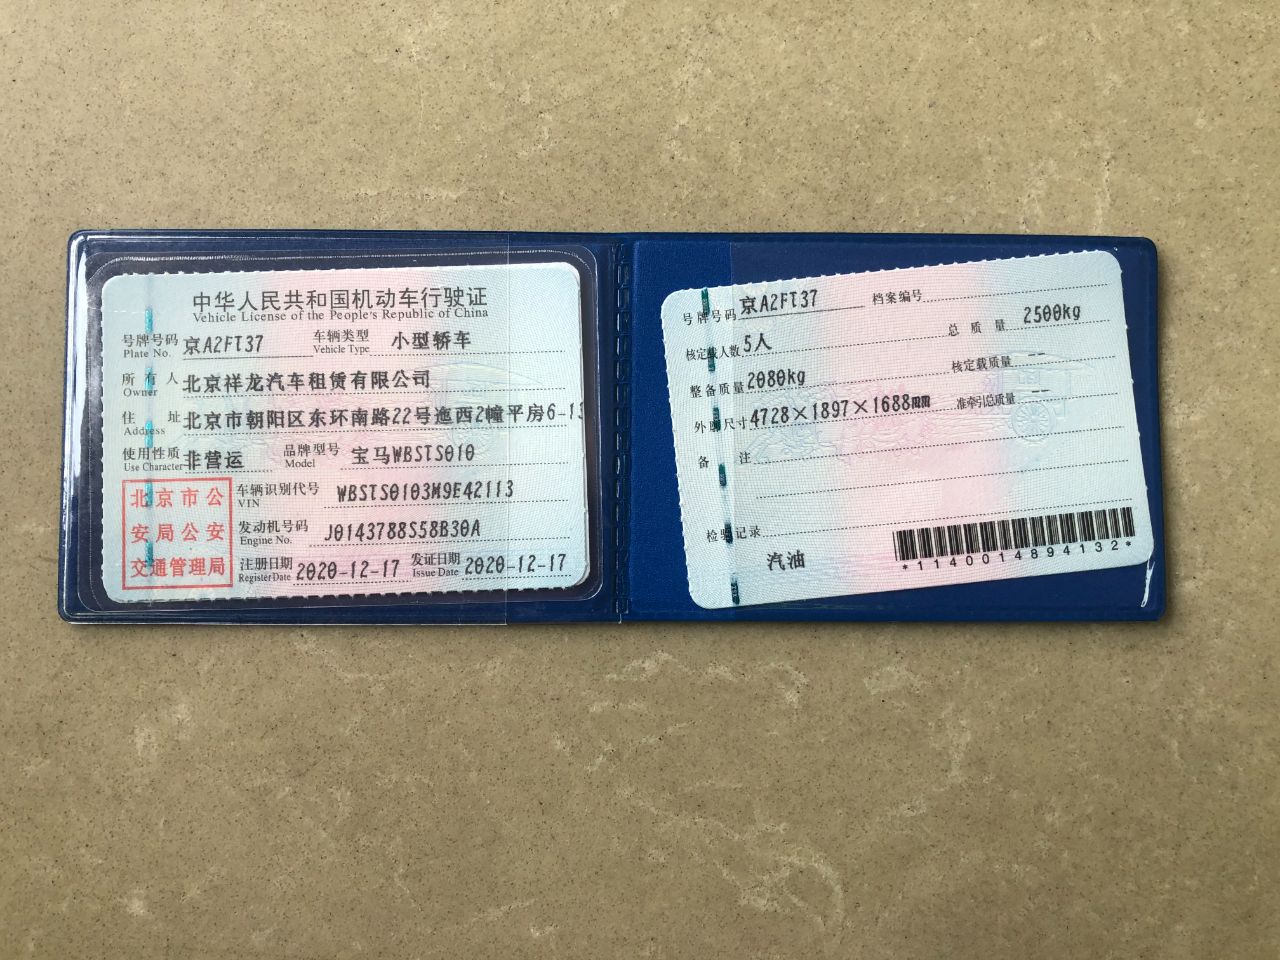 中华人民共和国机动车行驶证
Vehicle License of the People's Republic of China
号牌号码 京A2FT37 车辆类型 小型轿车
Plate No. Vehicle Type
所有人 北京祥龙汽车租赁有限公司
Owner
住址 北京市朝阳区东环南路22号迤西2幢平房6-13
Address
使用性质 非营运 品牌型号 宝马WBSTS010
Use Character Model
北京市公
安局公安
交通管理局
车辆识别代号 WBSTS0103M9E42113
VIN
发动机号码 J0143788S58B30A
Engine No.
注册日期 2020-12-17 发证日期 2020-12-17
Register Date Issue Date
号牌号码 京A2FT37 档案编号
核定载人数 5人 总质量 2500kg
整备质量 2080kg 核定载质量 --
外廓尺寸 4728×1897×1688mm 准牵引总质量 --
备注
检验记录
汽油
*1140014894132*